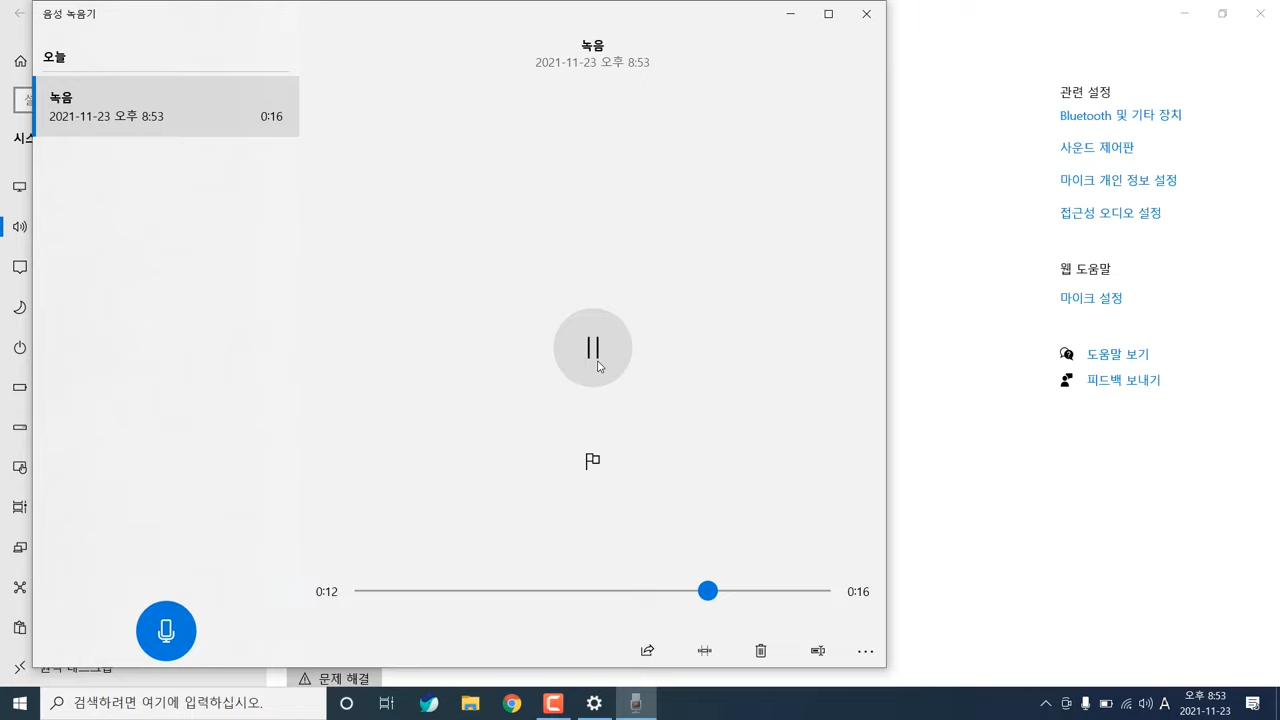 음성 녹음기
오늘
녹음
2021-11-23 오후 8:53
0:16
녹음
2021-11-23 오후 8:53
0:12
0:16
관련 설정
Bluetooth 및 기타 장치
사운드 제어판
마이크 개인 정보 설정
접근성 오디오 설정
웹 도움말
마이크 설정
도움말 보기
피드백 보내기
문제 해결
검색하려면 여기에 입력하십시오.
A
오후 8:53
2021-11-23